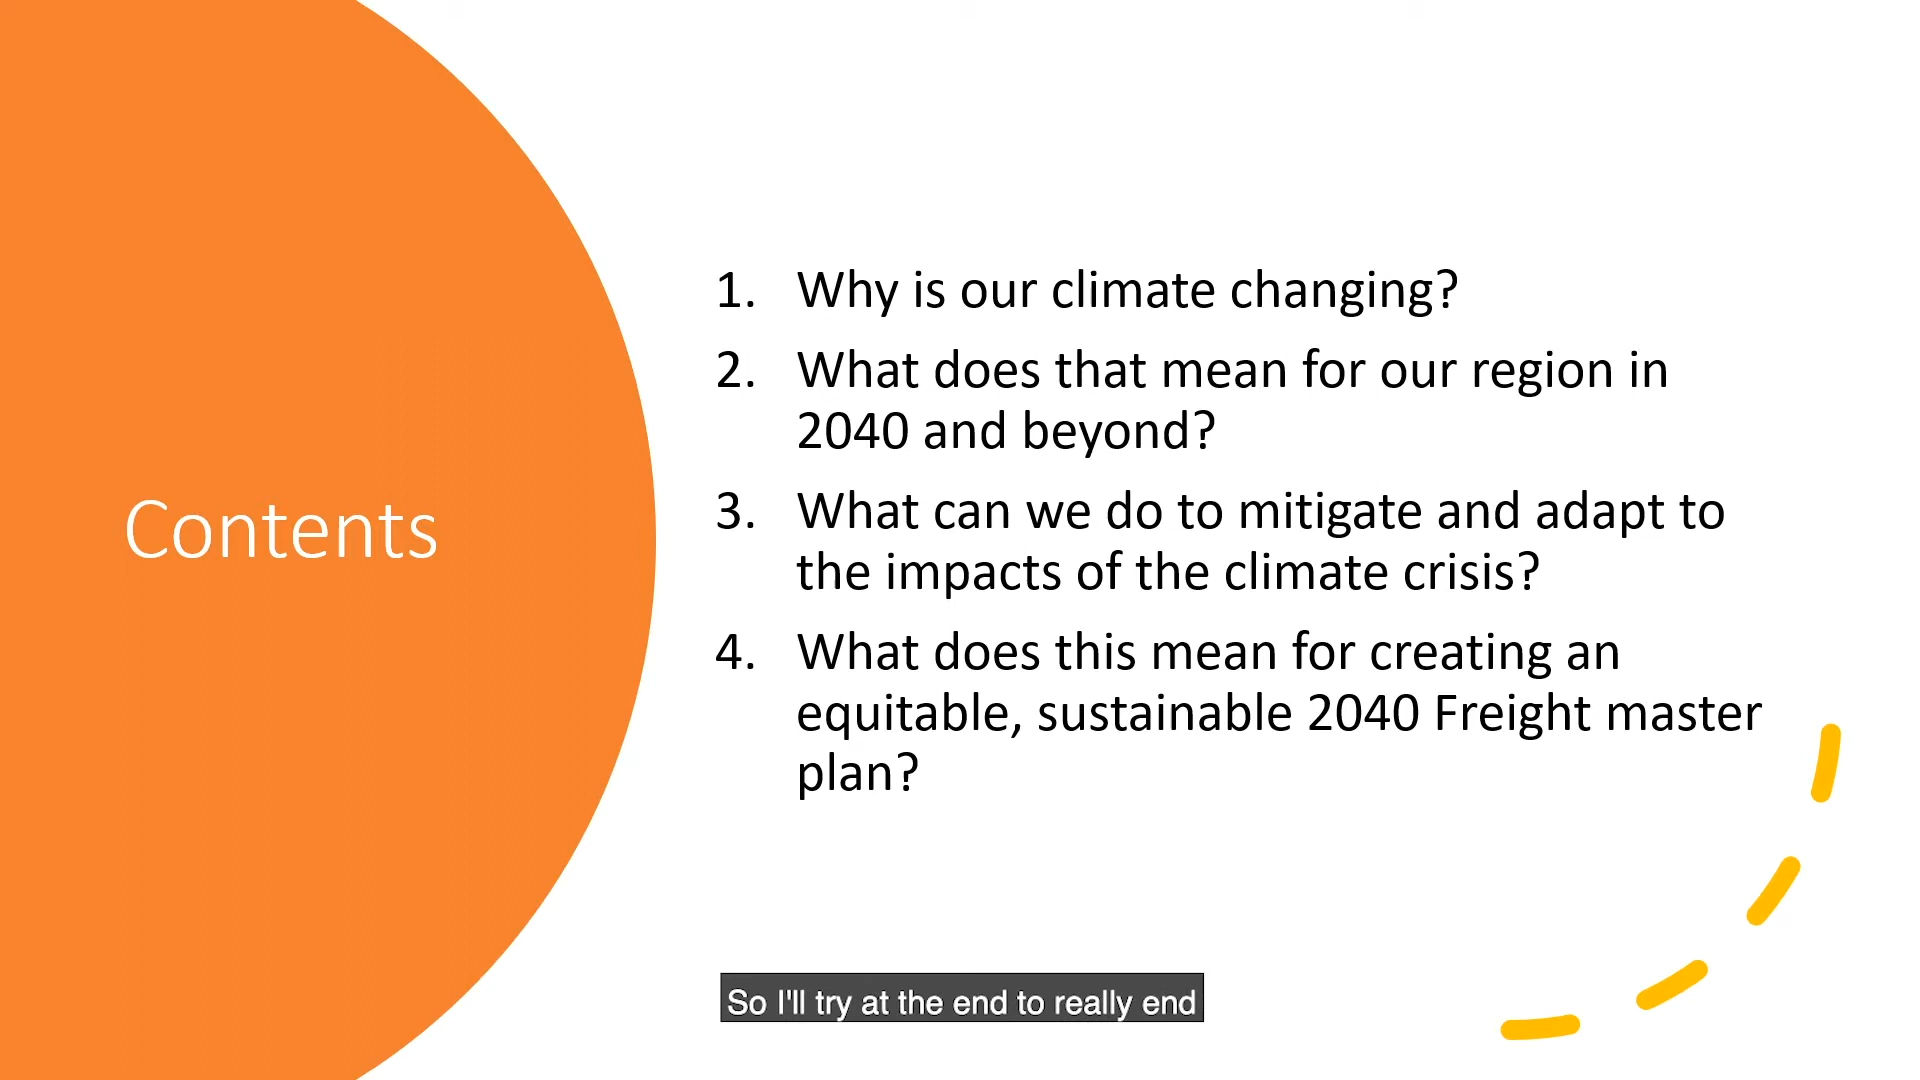 Contents
1. Why is our climate changing?
2. What does that mean for our region in
2040 and beyond?
3. What can we do to mitigate and adapt to
the impacts of the climate crisis?
4. What does this mean for creating an
equitable, sustainable 2040 Freight master
plan?
So I'll try at the end to really end